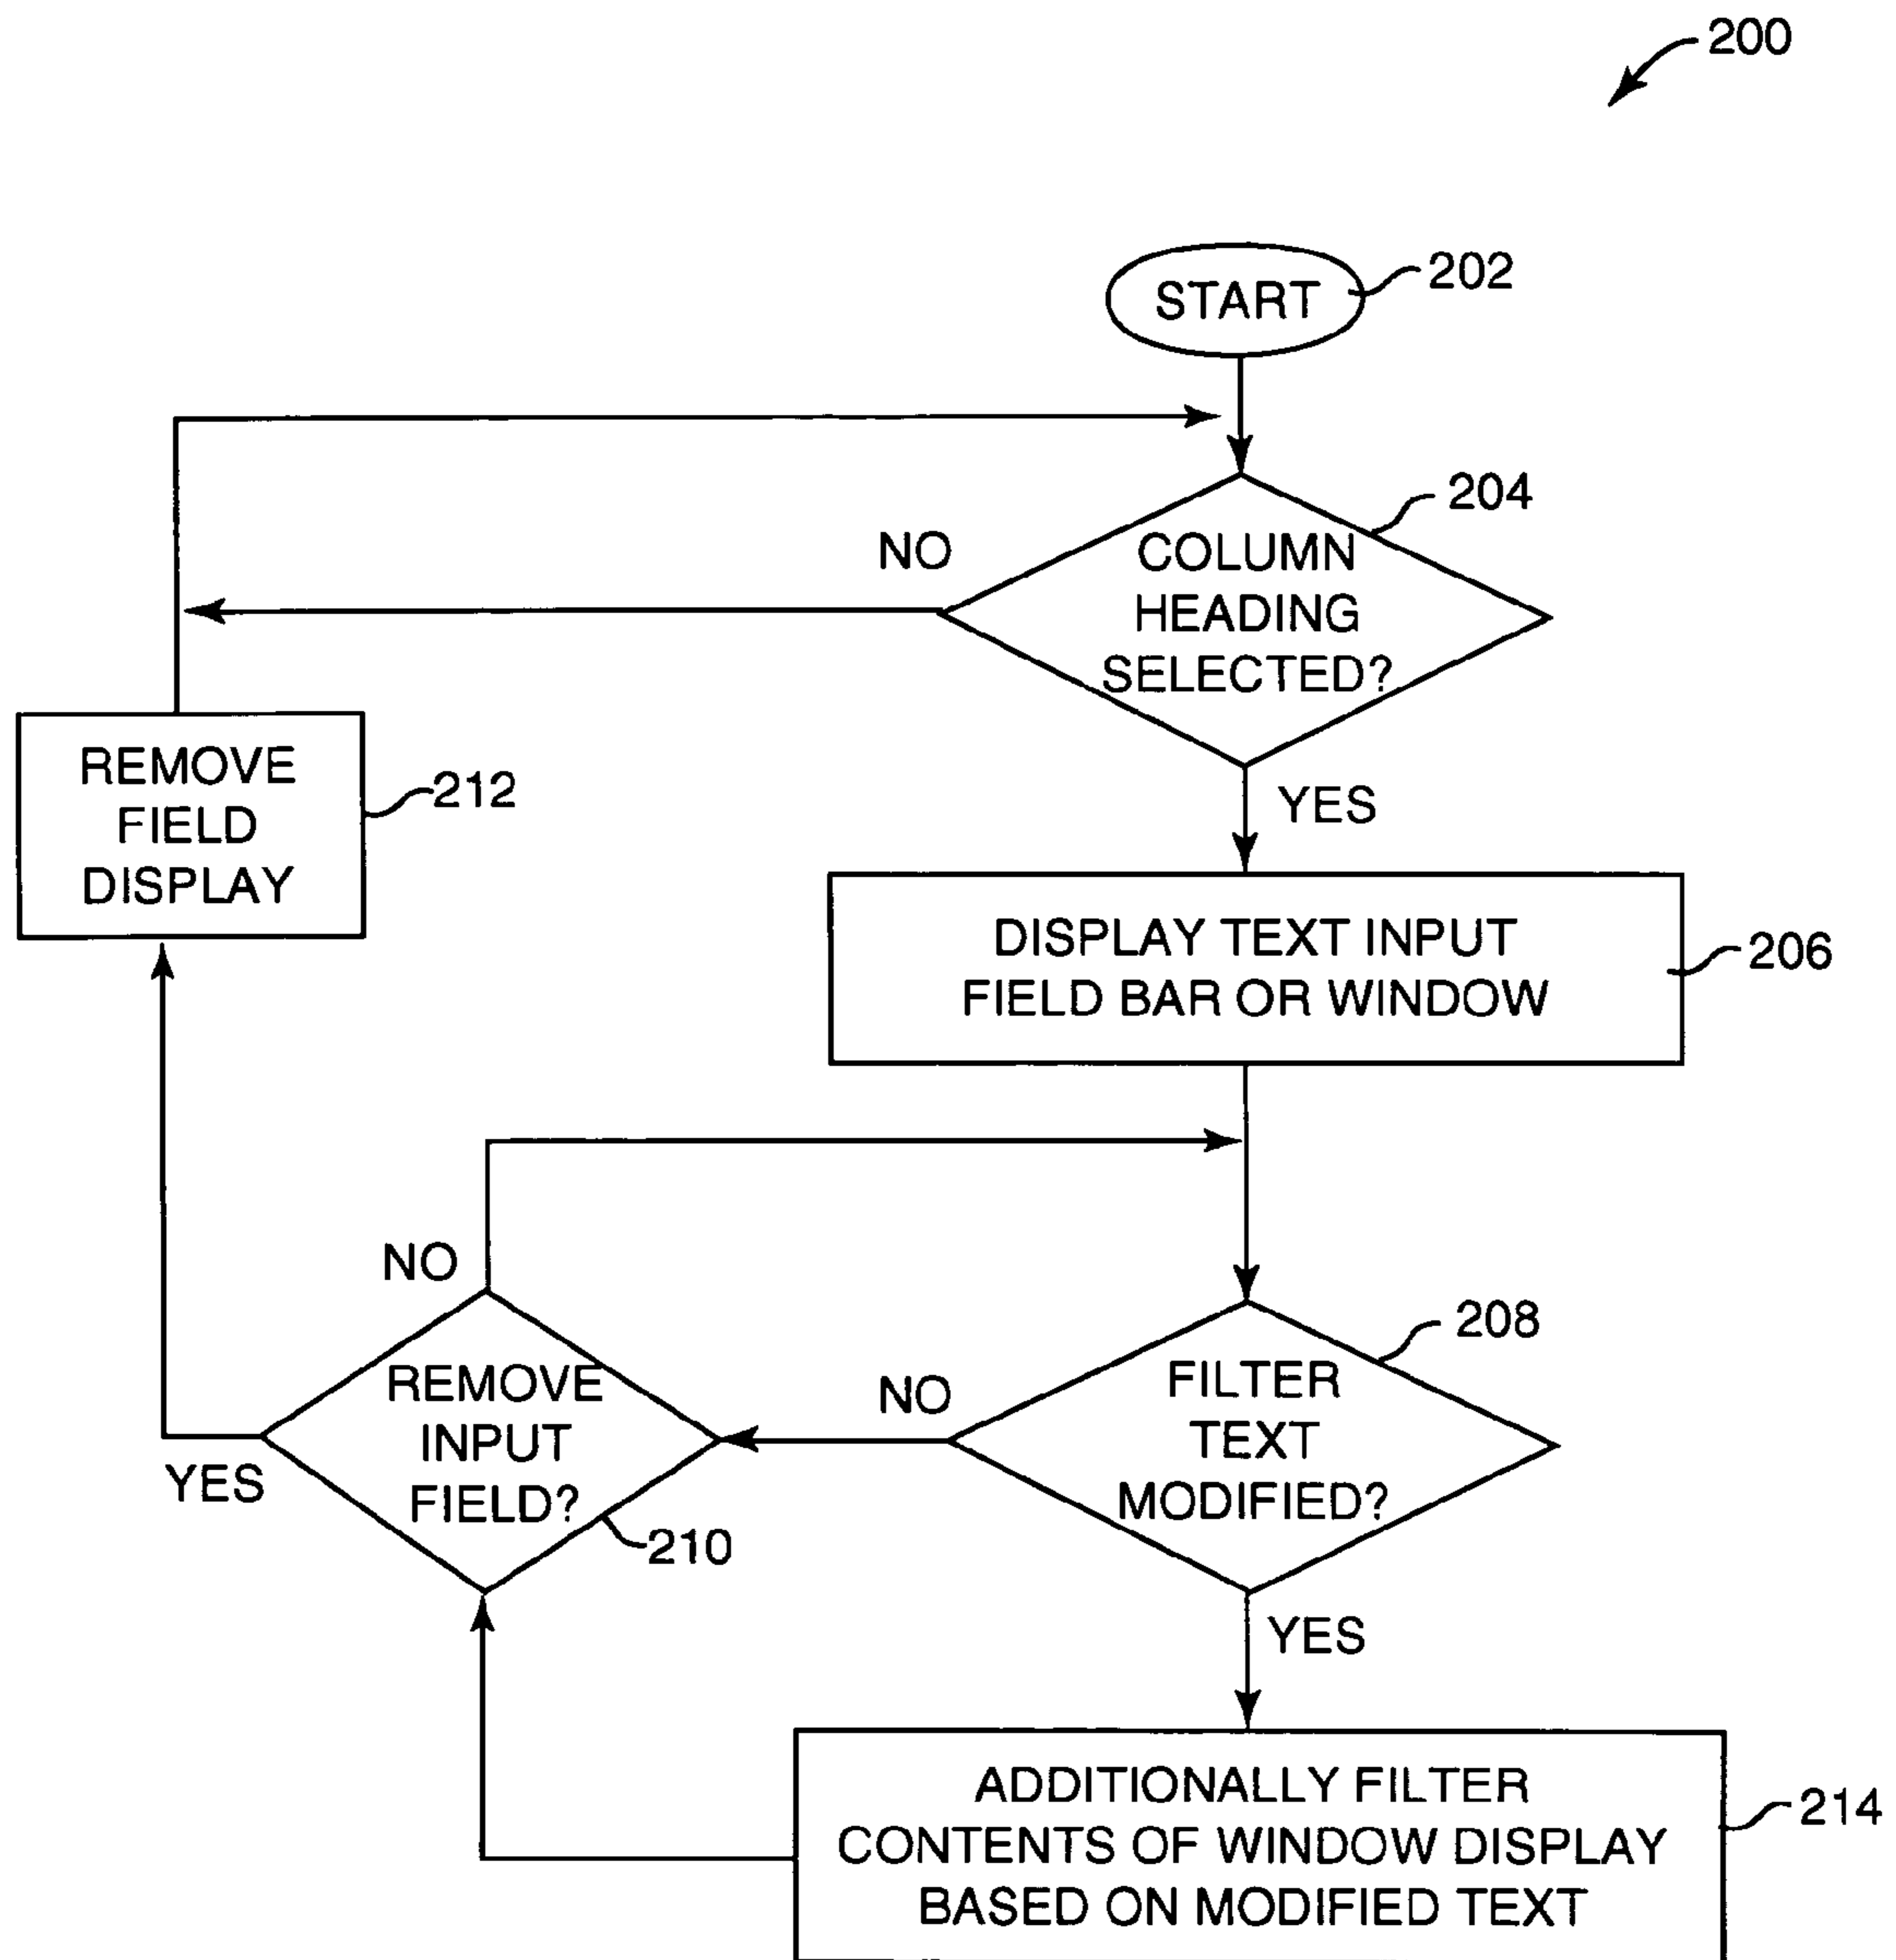 200
START
202
NO
COLUMN
HEADING
SELECTED?
204
YES
REMOVE
FIELD
DISPLAY
212
DISPLAY TEXT INPUT
FIELD BAR OR WINDOW
206
NO
REMOVE
INPUT
FIELD?
YES
210
NO
FILTER
TEXT
MODIFIED?
208
YES
ADDITIONALLY FILTER
CONTENTS OF WINDOW DISPLAY
BASED ON MODIFIED TEXT
214